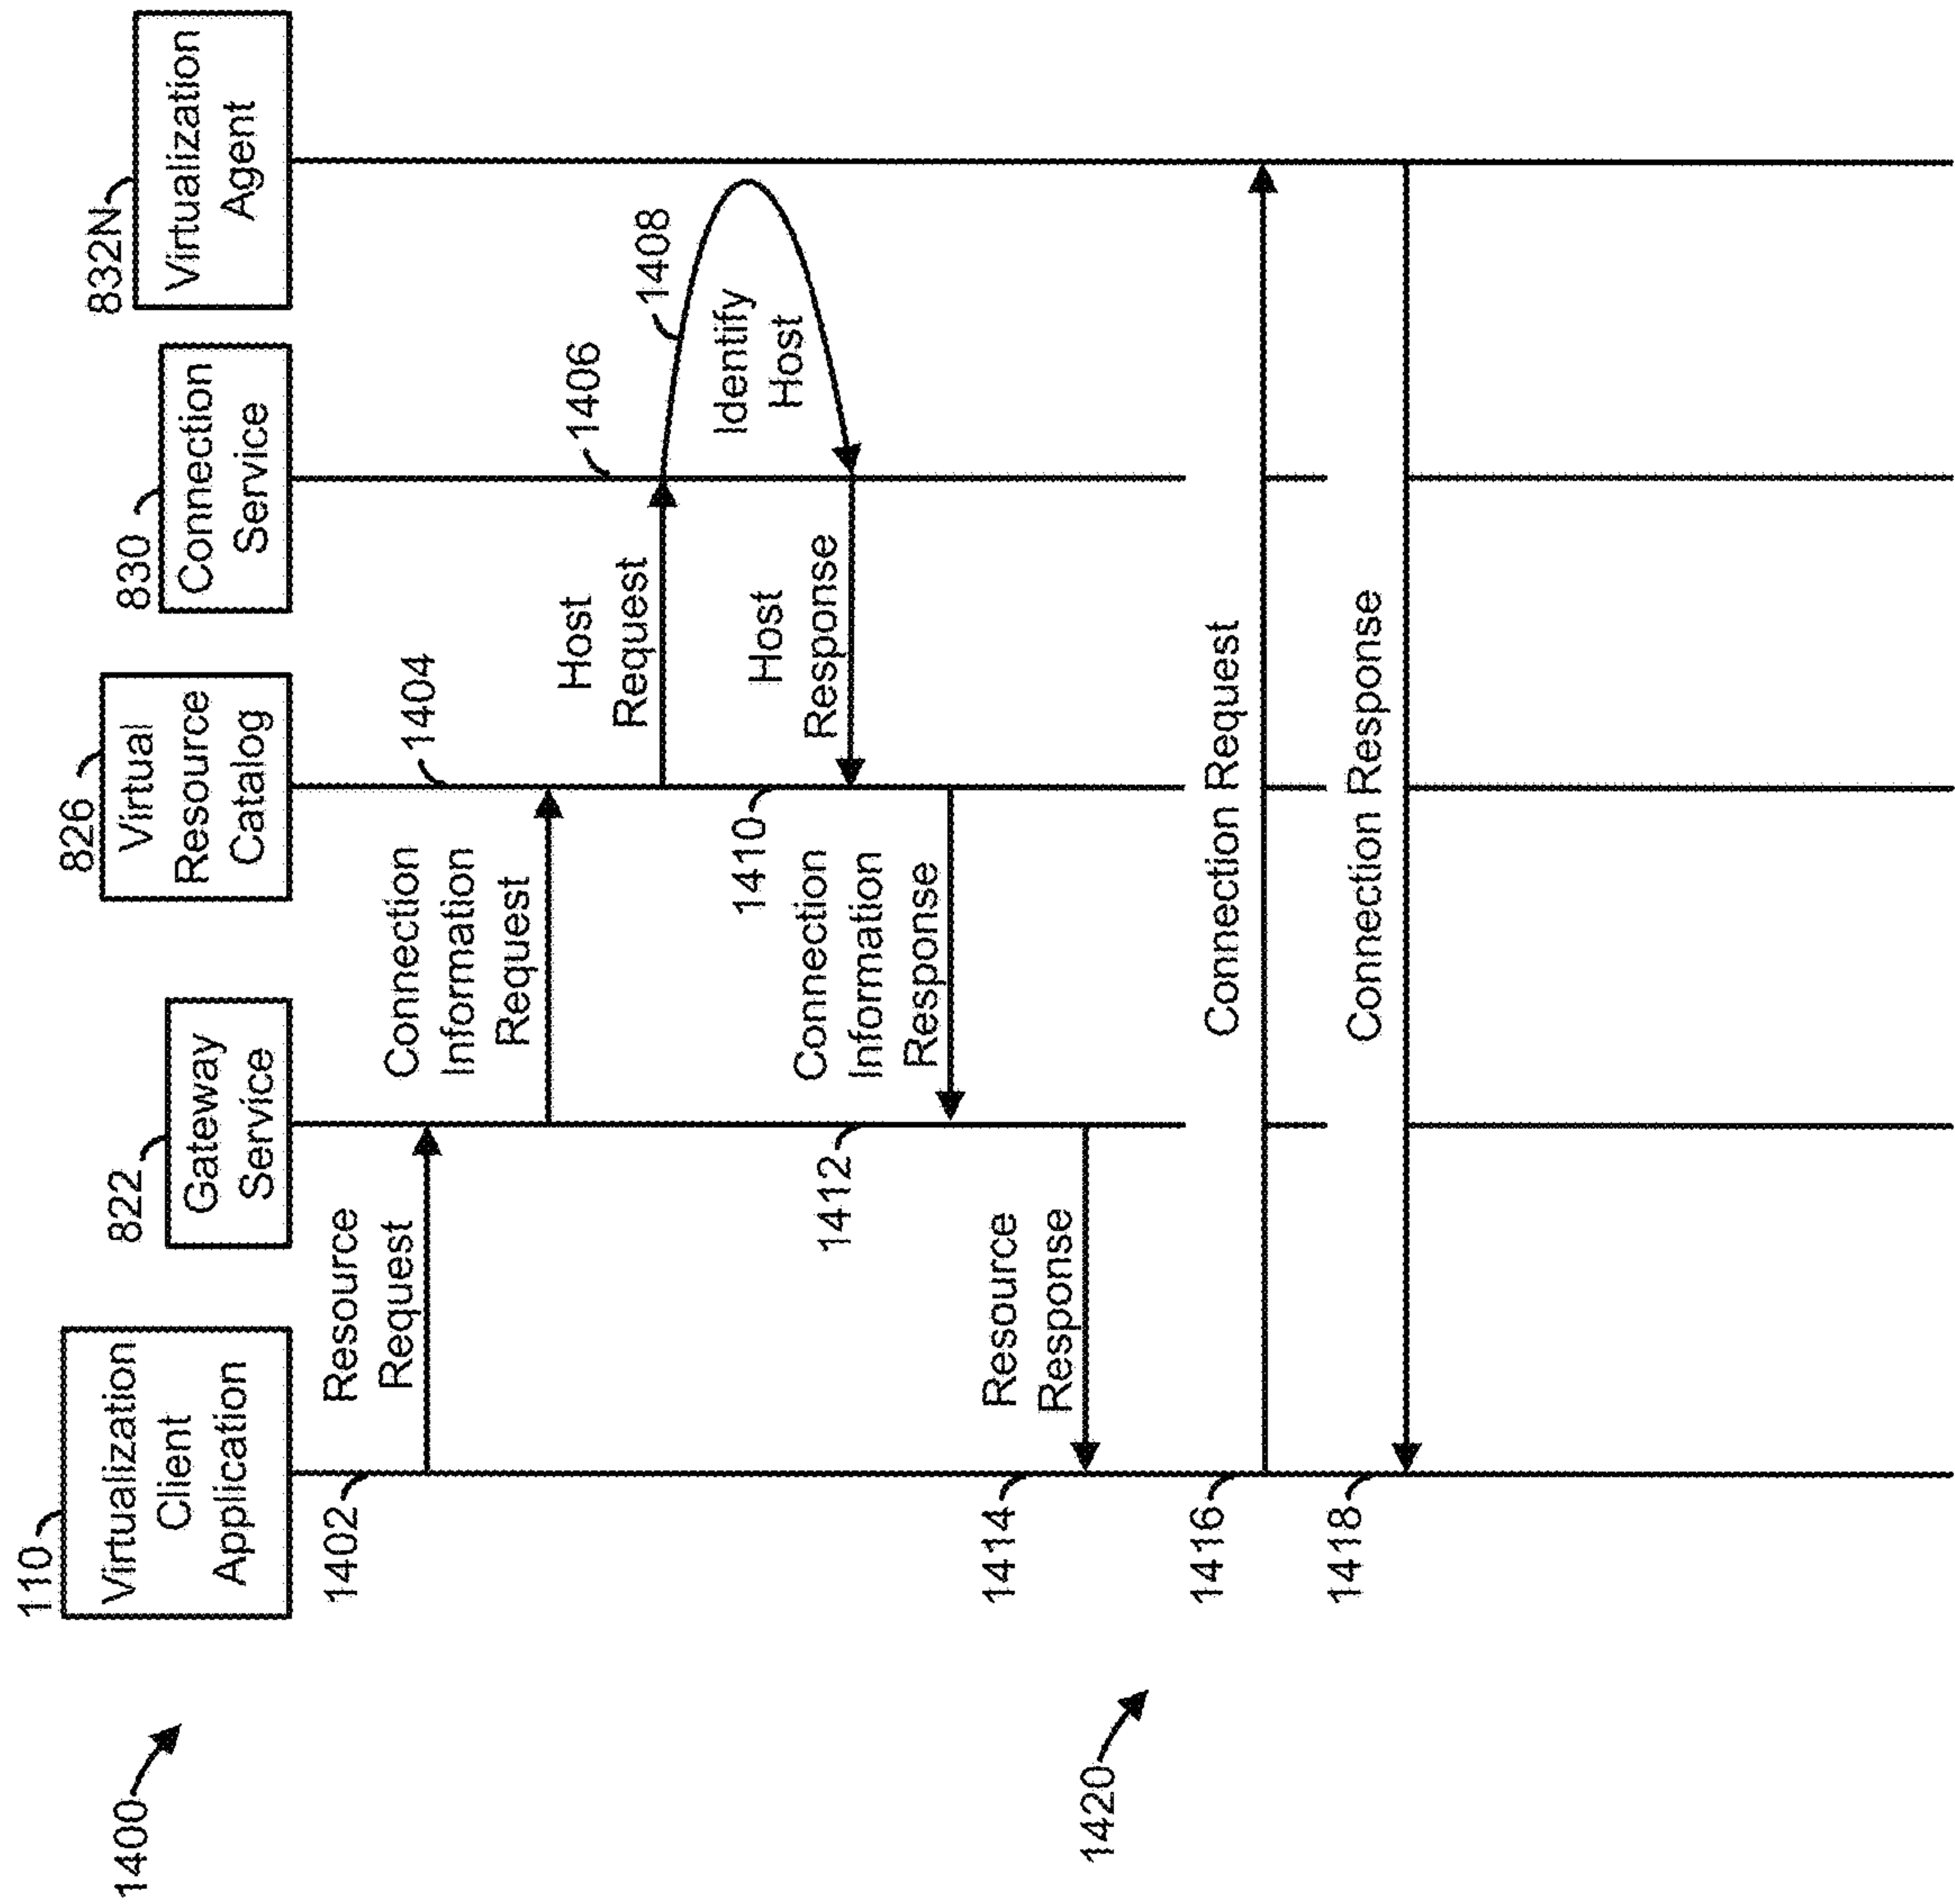 1400
110
Virtualization
Client
Application
822
Gateway
Service
826
Virtual
Resource
Catalog
830
Connection
Service
832N
Virtualization
Agent
1402
Resource
Request
1404
Connection
Information
Request
1406
Host
Request
1408
Identify
Host
Host
Response
1410
Connection
Information
Response
1412
Resource
Response
1414
1420
1416
Connection Request
1418
Connection Response